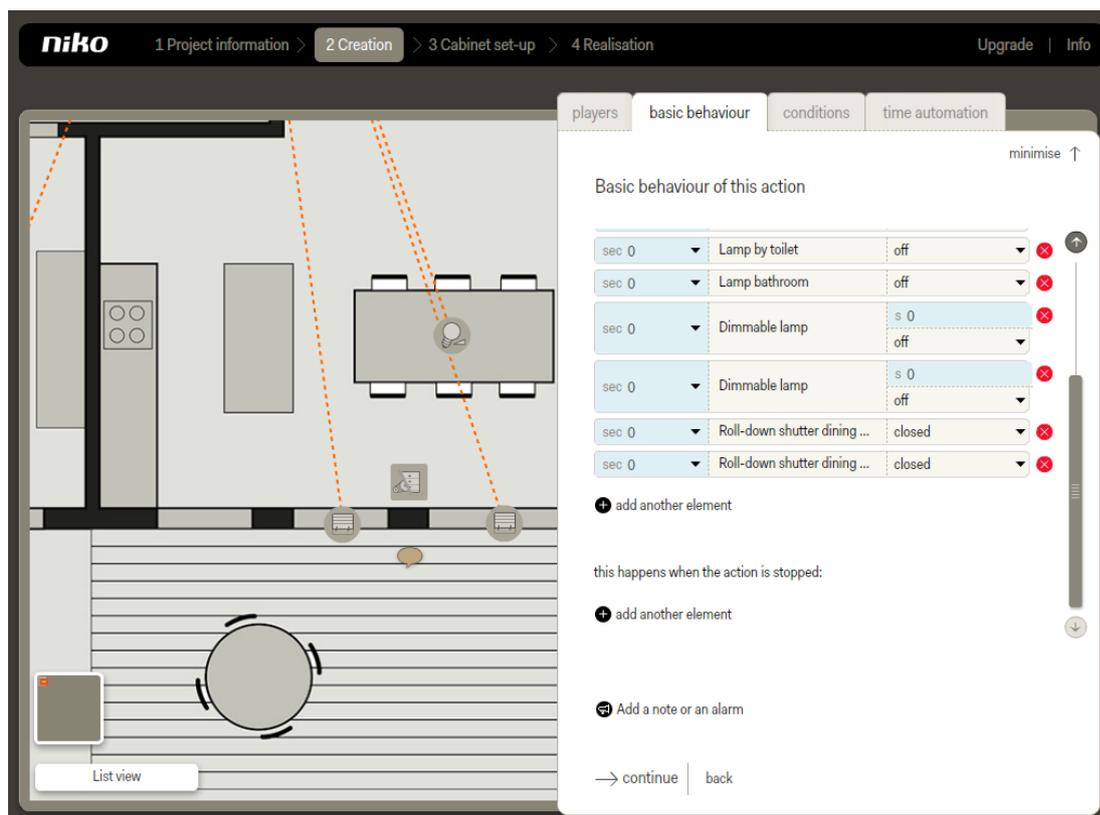 niko 1 Project information 2 Creation 3 Cabinet set-up 4 Realisation Upgrade | Info
players basic behaviour conditions time automation
minimise
Basic behaviour of this action
sec 0 Lamp by toilet off
sec 0 Lamp bathroom off
s 0
sec 0 Dimmable lamp
off
s 0
sec 0 Dimmable lamp
off
sec 0 Roll-down shutter dining ... closed
sec 0 Roll-down shutter dining ... closed
add another element
this happens when the action is stopped:
add another element
Add a note or an alarm
List view
continue back